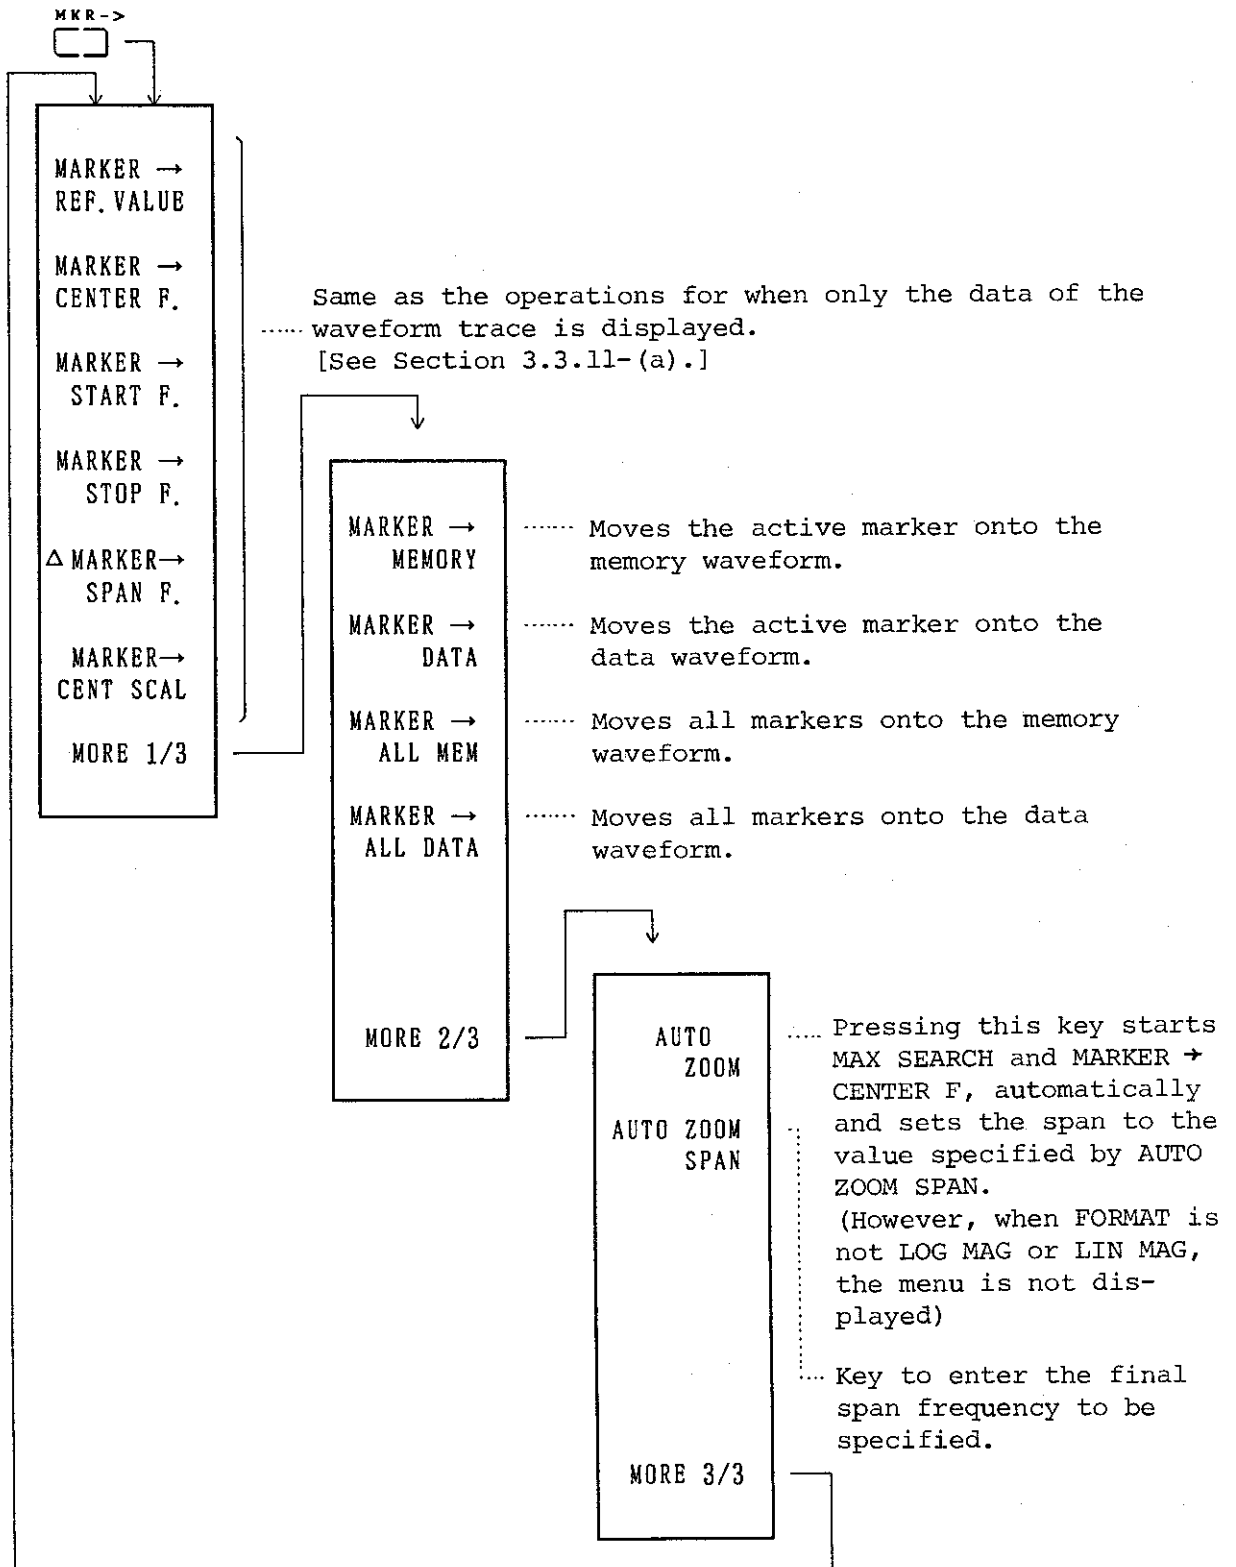 MKR->
MARKER →
REF. VALUE
MARKER →
CENTER F.
MARKER →
START F.
MARKER →
STOP F.
△ MARKER→
SPAN F.
MARKER→
CENT SCAL
MORE 1/3
Same as the operations for when only the data of the
waveform trace is displayed.
[See Section 3.3.11-(a).]
MARKER →
MEMORY
Moves the active marker onto the
memory waveform.
MARKER →
DATA
Moves the active marker onto the
data waveform.
MARKER →
ALL MEM
Moves all markers onto the memory
waveform.
MARKER →
ALL DATA
Moves all markers onto the data
waveform.
MORE 2/3
AUTO
ZOOM
Pressing this key starts
MAX SEARCH and MARKER →
CENTER F, automatically
and sets the span to the
value specified by AUTO
ZOOM SPAN.
(However, when FORMAT is
not LOG MAG or LIN MAG,
the menu is not dis-
played)
AUTO ZOOM
SPAN
Key to enter the final
span frequency to be
specified.
MORE 3/3